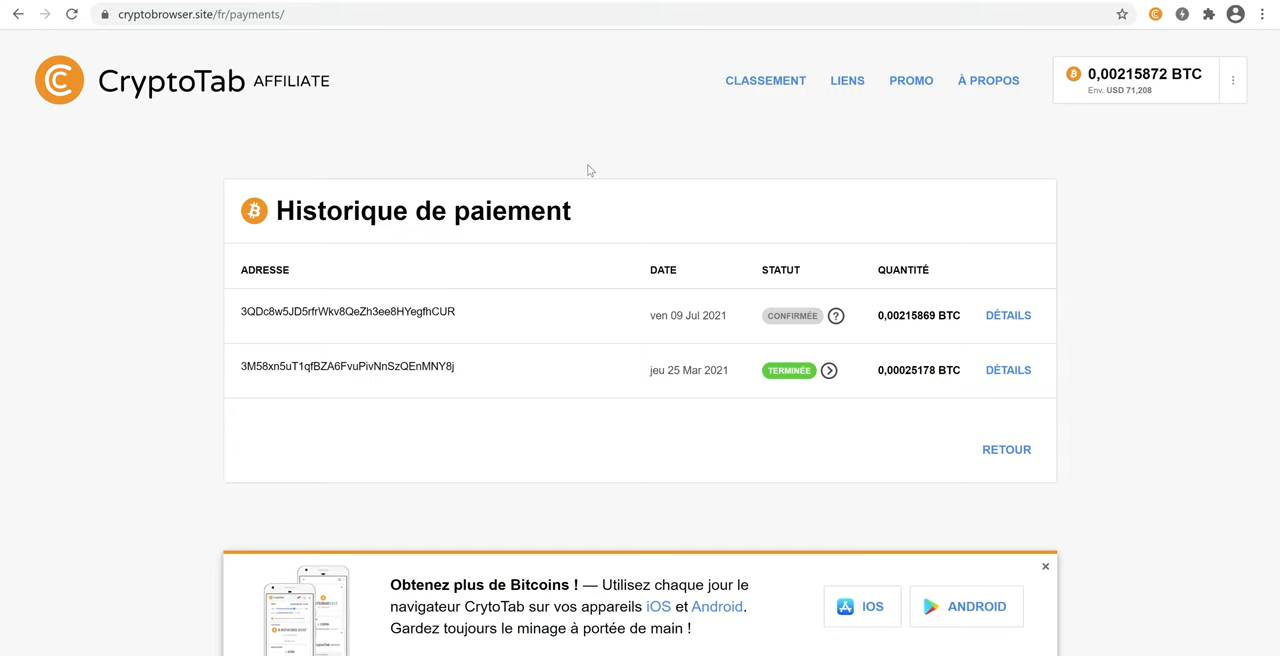 cryptobrowser.site/fr/payments/
CryptoTab AFFILIATE
CLASSEMENT LIENS PROMO À PROPOS
0,00215872 BTC
Env. USD 71,208
Historique de paiement
ADRESSE DATE STATUT QUANTITÉ
3QDc8w5JD5rfrWkv8QeZh3ee8HYegfhCUR ven 09 Jul 2021 CONFIRMÉE ? 0,00215869 BTC DÉTAILS
3M58xn5uT1qfBZA6FvuPivNnSzQEnMNY8j jeu 25 Mar 2021 TERMINÉE 0,00025178 BTC DÉTAILS
RETOUR
Obtenez plus de Bitcoins ! — Utilisez chaque jour le
navigateur CrytoTab sur vos appareils iOS et Android.
Gardez toujours le minage à portée de main !
IOS ANDROID